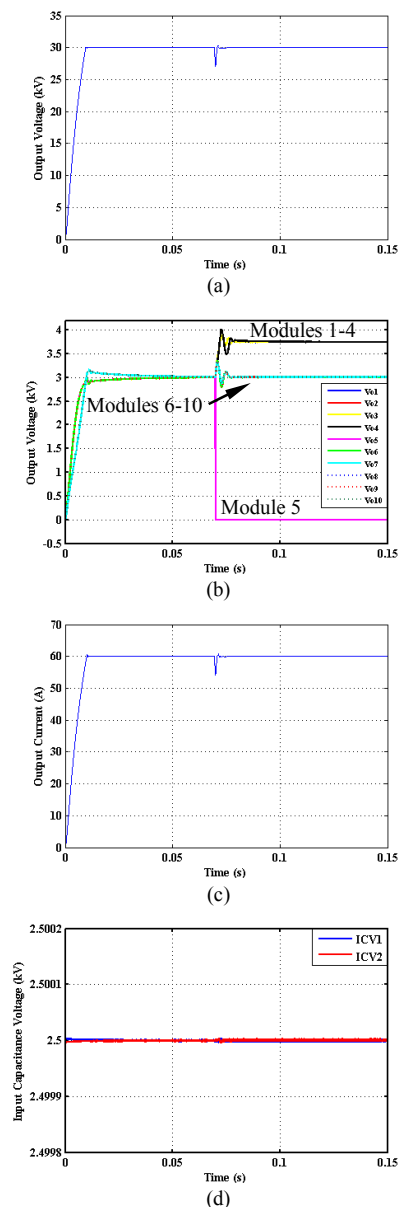 35
30
25
20
15
10
5
0
Output Voltage (kV)
0
0.05
0.1
0.15
Time (s)
(a)
4
3.5
3
2.5
2
1.5
1
0.5
0
-0.5
Output Voltage (kV)
Modules 1-4
Modules 6-10
Module 5
Vo1
Vo2
Vo3
Vo4
Vo5
Vo6
Vo7
Vo8
Vo9
Vo10
0
0.05
0.1
0.15
Time (s)
(b)
70
60
50
40
30
20
10
0
Output Current (A)
0
0.05
0.1
0.15
Time (s)
(c)
2.5002
2.5001
2.5
2.4999
2.4998
Input Capacitance Voltage (kV)
ICV1
ICV2
0
0.05
0.1
0.15
Time (s)
(d)